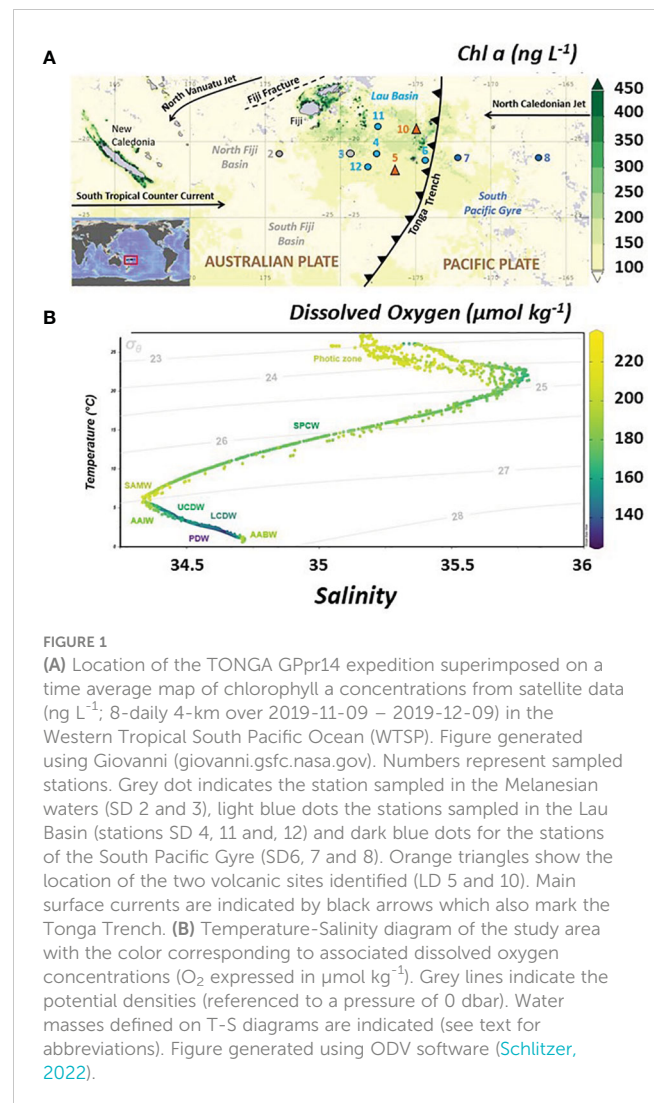 A
Chl a (ng L-1)
165
North Vanuatu Jet
Fiji Fracture
Lau Basin
450
400
350
300
250
200
150
100
North Caledonian Jet
Fiji
11
10
New
Caledonia
North Fiji
Basin
2
3
4
12
5
6
7
8
South Tropical Counter Current
-25
-25
Tonga Trench
South
Pacific Gyre
South Fiji
Basin
AUSTRALIAN PLATE
PACIFIC PLATE
175
-175
B
Dissolved Oxygen (μmol kg-1)
σθ
23
24
25
26
27
28
Photic zone
SPCW
SAMW
AAIW
UCDW
LCDW
PDW
AABW
Temperature (°C)
25
20
15
10
5
0
220
200
180
160
140
34.5
35
35.5
36
Salinity
FIGURE 1
(A) Location of the TONGA GPpr14 expedition superimposed on a
time average map of chlorophyll a concentrations from satellite data
(ng L-1; 8-daily 4-km over 2019-11-09 – 2019-12-09) in the
Western Tropical South Pacific Ocean (WTSP). Figure generated
using Giovanni (giovanni.gsfc.nasa.gov). Numbers represent sampled
stations. Grey dot indicates the station sampled in the Melanesian
waters (SD 2 and 3), light blue dots the stations sampled in the Lau
Basin (stations SD 4, 11 and, 12) and dark blue dots for the stations
of the South Pacific Gyre (SD6, 7 and 8). Orange triangles show the
location of the two volcanic sites identified (LD 5 and 10). Main
surface currents are indicated by black arrows which also mark the
Tonga Trench. (B) Temperature-Salinity diagram of the study area
with the color corresponding to associated dissolved oxygen
concentrations (O2 expressed in μmol kg-1). Grey lines indicate the
potential densities (referenced to a pressure of 0 dbar). Water
masses defined on T-S diagrams are indicated (see text for
abbreviations). Figure generated using ODV software (Schlitzer,
2022).